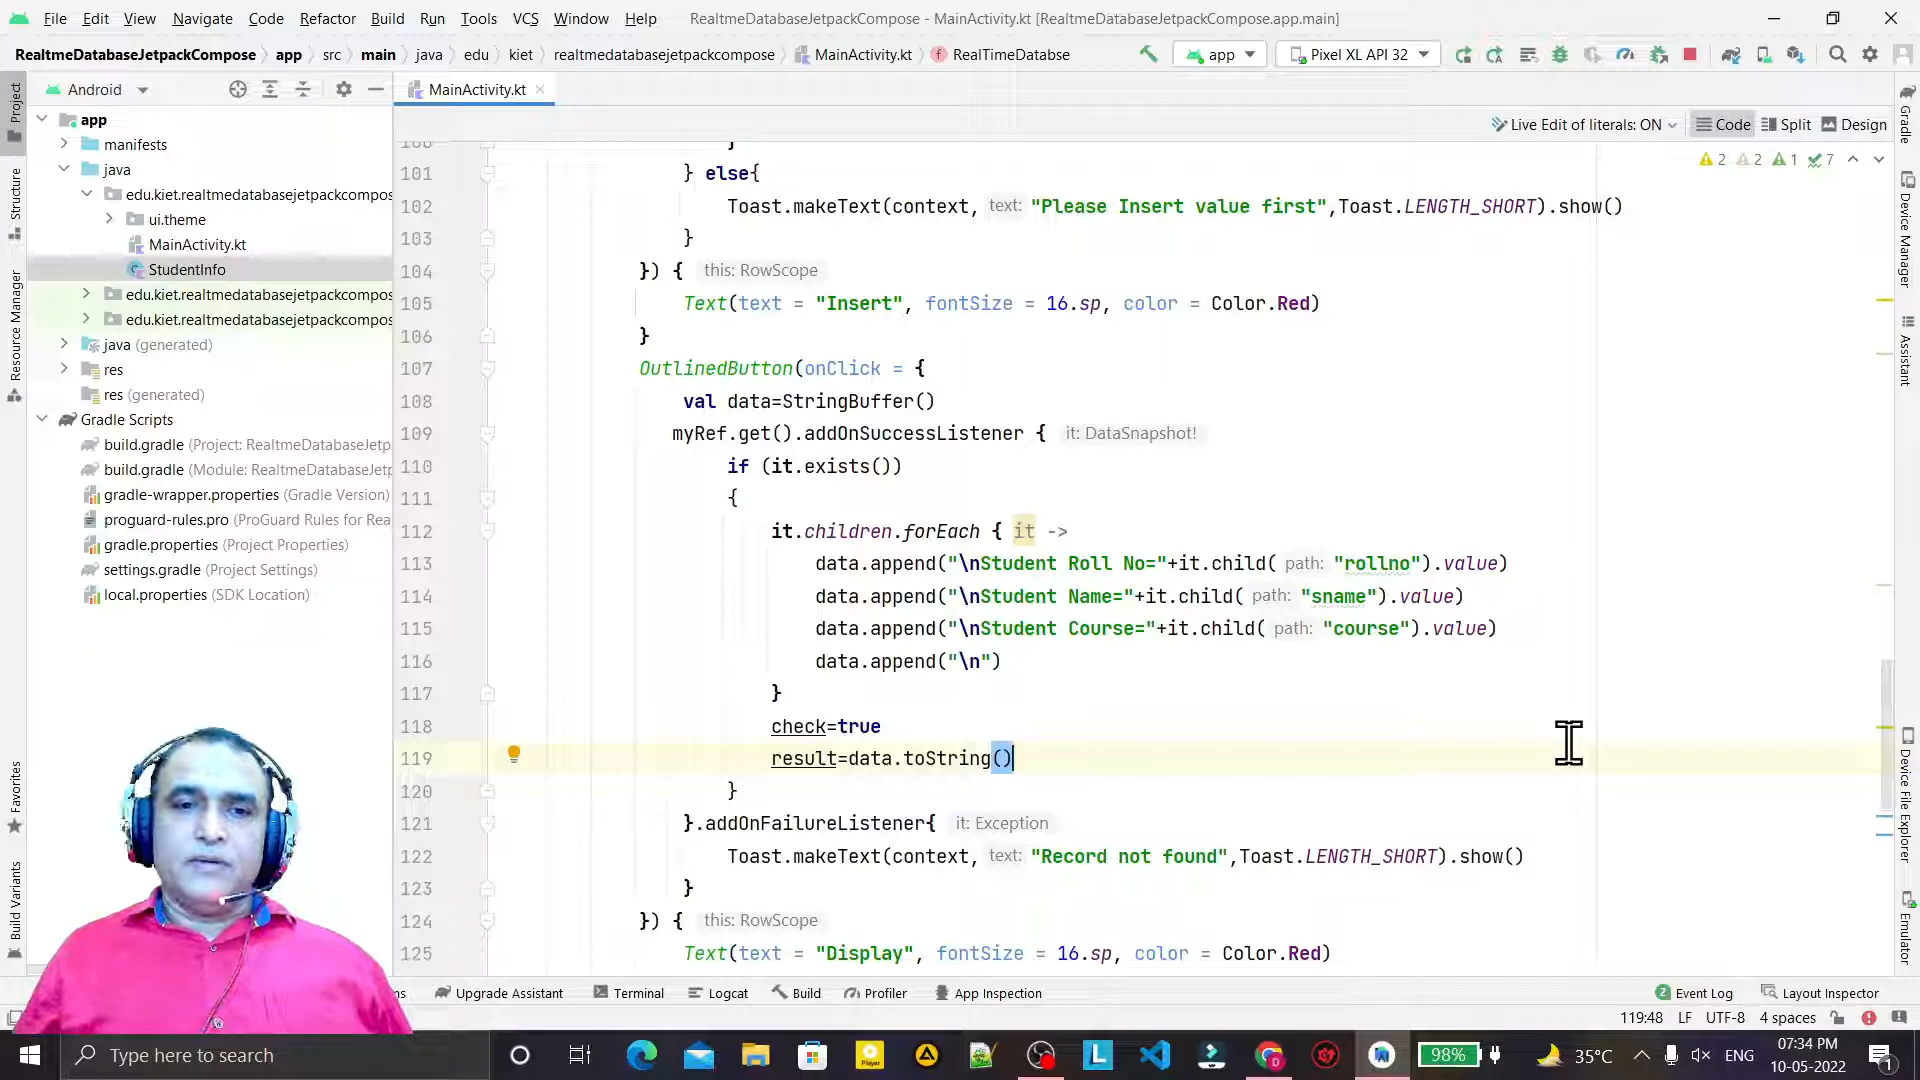 File Edit View Navigate Code Refactor Build Run Tools VCS Window Help RealtmeDatabaseJetpackCompose - MainActivity.kt [RealtmeDatabaseJetpackCompose.app.main]
RealtmeDatabaseJetpackCompose app src main java edu kiet realtmedatabasejetpackcompose MainActivity.kt RealTimeDatabse app Pixel XL API 32
Android MainActivity.kt
Live Edit of literals: ON Code Split Design
2 2 1 7
Project
Structure
Resource Manager
Favorites
Build Variants
app
manifests
java
edu.kiet.realtmedatabasejetpackcompos
ui.theme
MainActivity.kt
StudentInfo
edu.kiet.realtmedatabasejetpackcompos
edu.kiet.realtmedatabasejetpackcompos
java (generated)
res
res (generated)
Gradle Scripts
build.gradle (Project: RealtmeDatabaseJetp
build.gradle (Module: RealtmeDatabaseJetp
gradle-wrapper.properties (Gradle Version)
proguard-rules.pro (ProGuard Rules for Rea
gradle.properties (Project Properties)
settings.gradle (Project Settings)
local.properties (SDK Location)
101 } else{
102 Toast.makeText(context, text: "Please Insert value first",Toast.LENGTH_SHORT).show()
103 }
104 }) { this: RowScope
105 Text(text = "Insert", fontSize = 16.sp, color = Color.Red)
106 }
107 OutlinedButton(onClick = {
108 val data=StringBuffer()
109 myRef.get().addOnSuccessListener { it: DataSnapshot!
110 if (it.exists())
111 {
112 it.children.forEach { it ->
113 data.append("\nStudent Roll No="+it.child( path: "rollno").value)
114 data.append("\nStudent Name="+it.child( path: "sname").value)
115 data.append("\nStudent Course="+it.child( path: "course").value)
116 data.append("\n")
117 }
118 check=true
119 result=data.toString()
120 }
121 }.addOnFailureListener{ it: Exception
122 Toast.makeText(context, text: "Record not found",Toast.LENGTH_SHORT).show()
123 }
124 }) { this: RowScope
125 Text(text = "Display", fontSize = 16.sp, color = Color.Red)
Gradle
Device Manager
Assistant
Device File Explorer
Emulator
Upgrade Assistant Terminal Logcat Build Profiler App Inspection 2 Event Log Layout Inspector
119:48 LF UTF-8 4 spaces
Type here to search 98% 35°C ENG 07:34 PM
10-05-2022 1